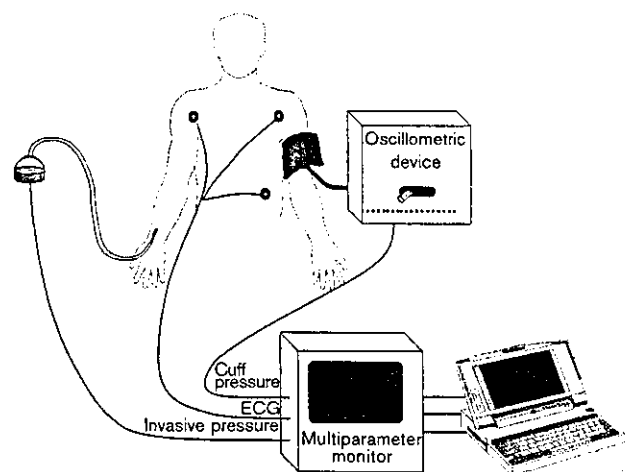 Oscillometric
device
Cuff
pressure
ECG
Invasive pressure
Multiparameter
monitor